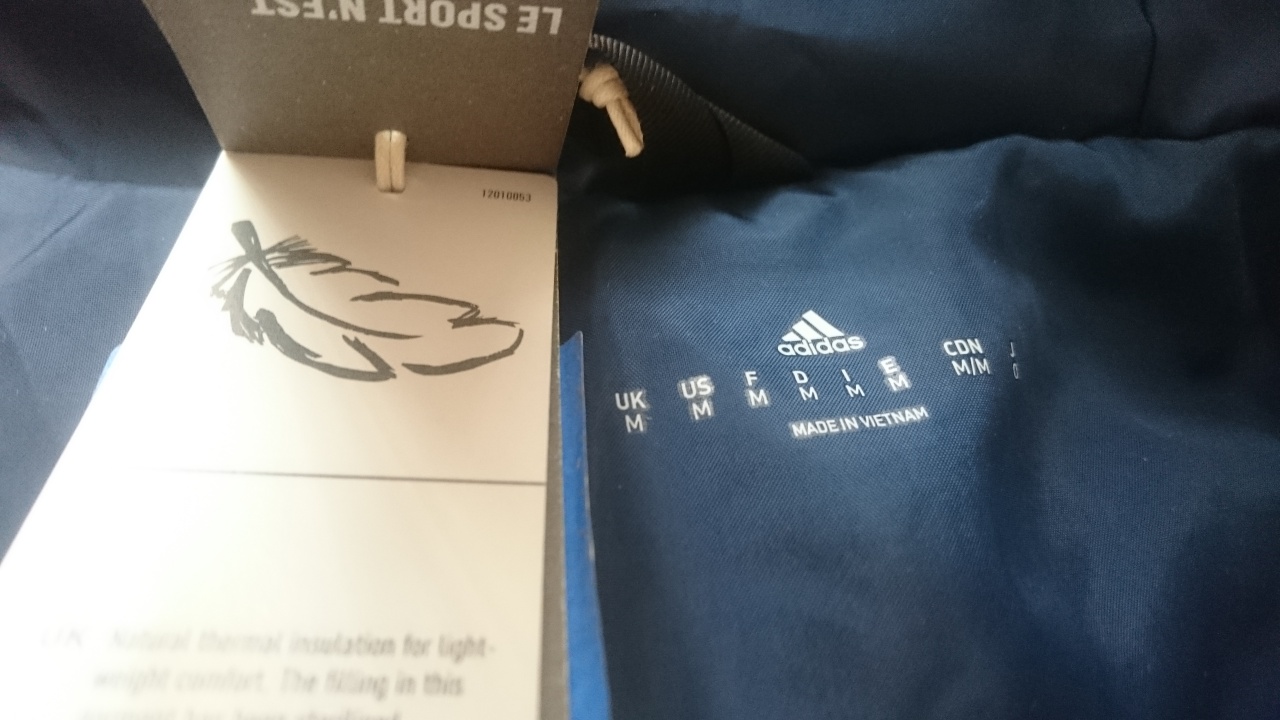 LE SPORT N'EST
12010053
Natural thermal insulation for light-
weight comfort. The filling in this
adidas
UK US F D I E CDN J
M M M M M M M/M
MADE IN VIETNAM